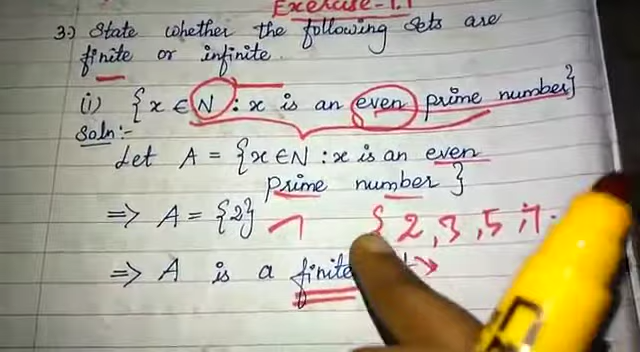 Exercise-1.1
3.) State whether the following sets are
finite or infinite.
(i) {x ∈ N : x is an even prime number}
Soln:-
Let A = {x ∈ N : x is an even
prime number}
⇒ A = {2} { 2, 3, 5, 7.
⇒ A is a finite